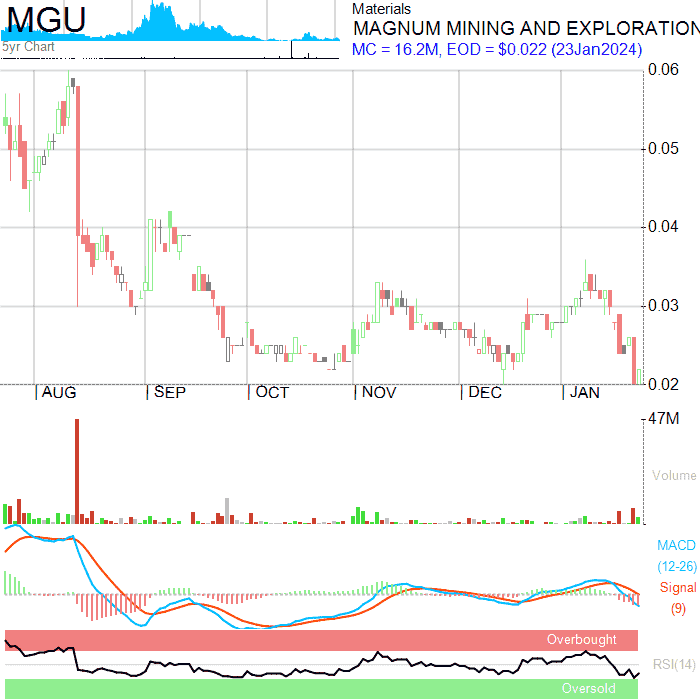 MGU
5yr Chart
Materials
MAGNUM MINING AND EXPLORATION
MC = 16.2M, EOD = $0.022 (23Jan2024)
0.06
0.05
0.04
0.03
0.02
AUG
SEP
OCT
NOV
DEC
JAN
47M
Volume
MACD
(12-26)
Signal
(9)
Overbought
RSI(14)
Oversold